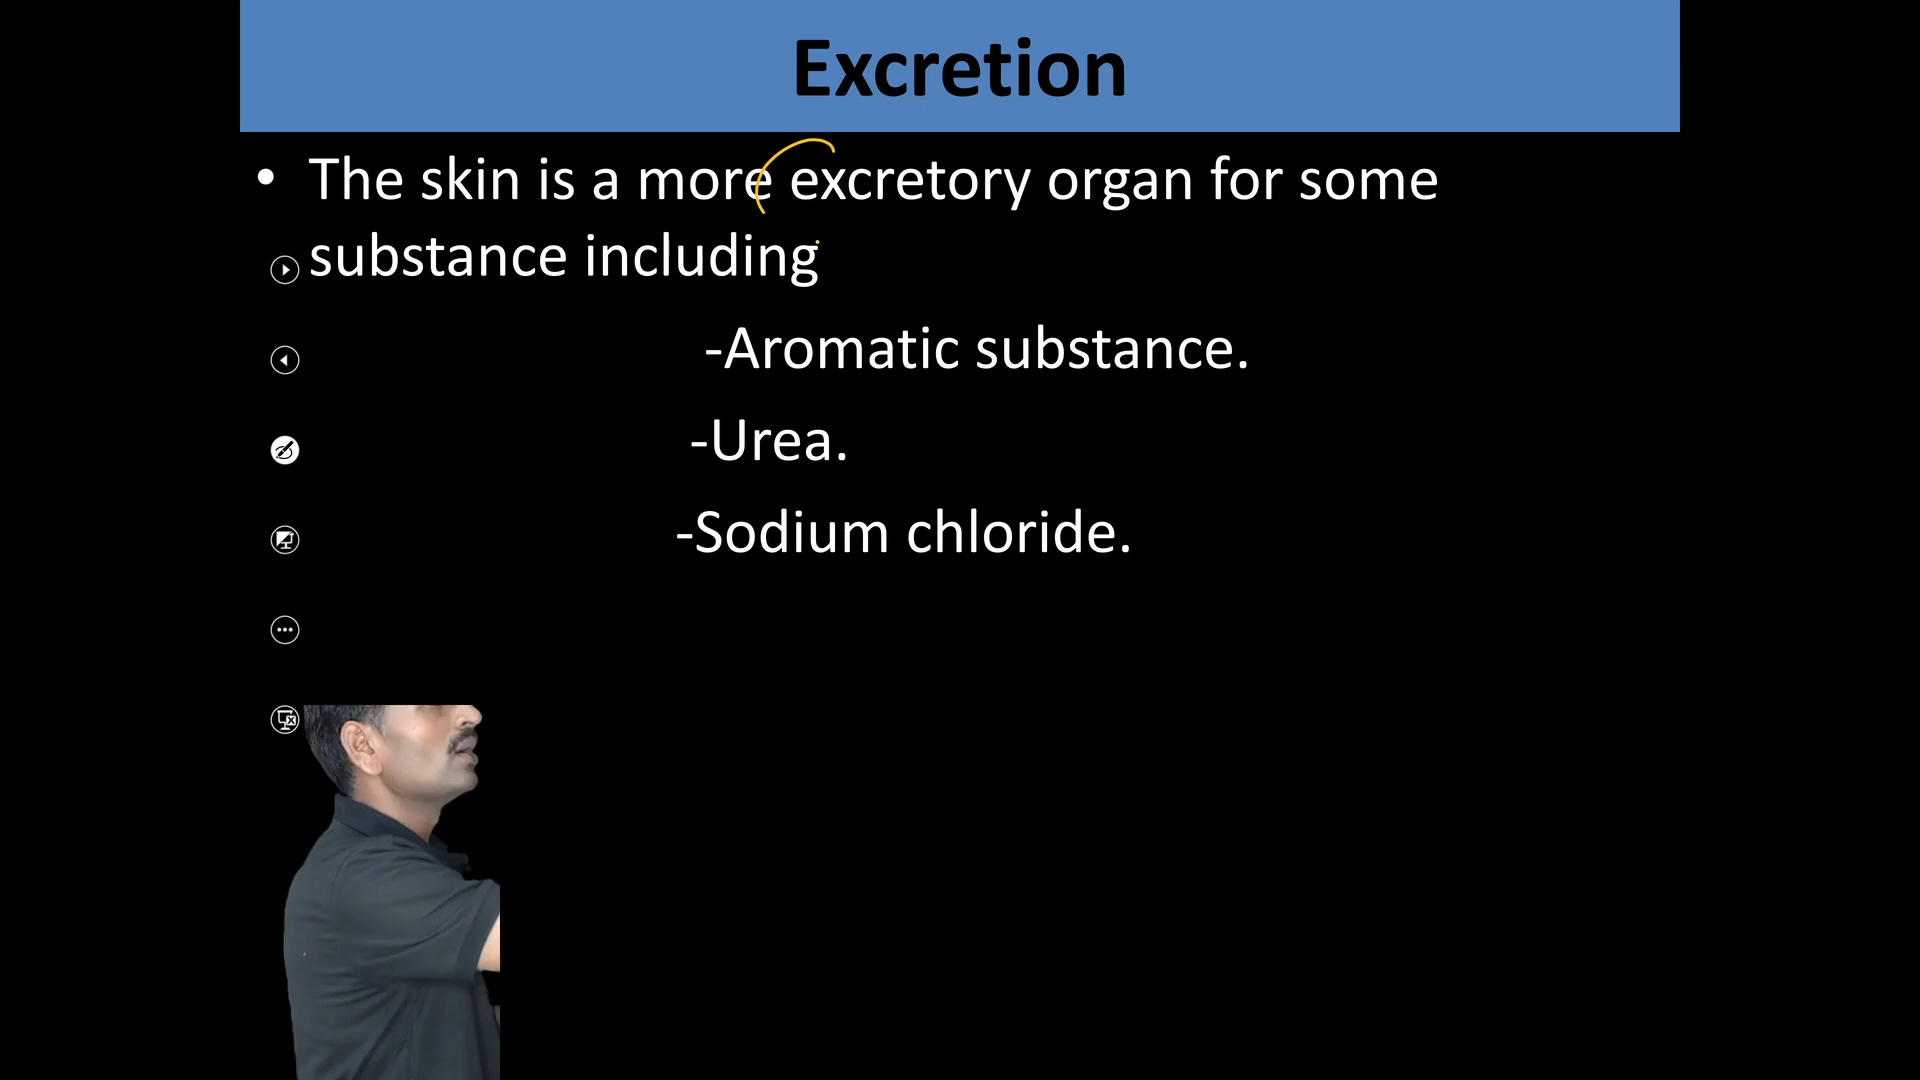 Excretion
• The skin is a more excretory organ for some
substance including
-Aromatic substance.
-Urea.
-Sodium chloride.